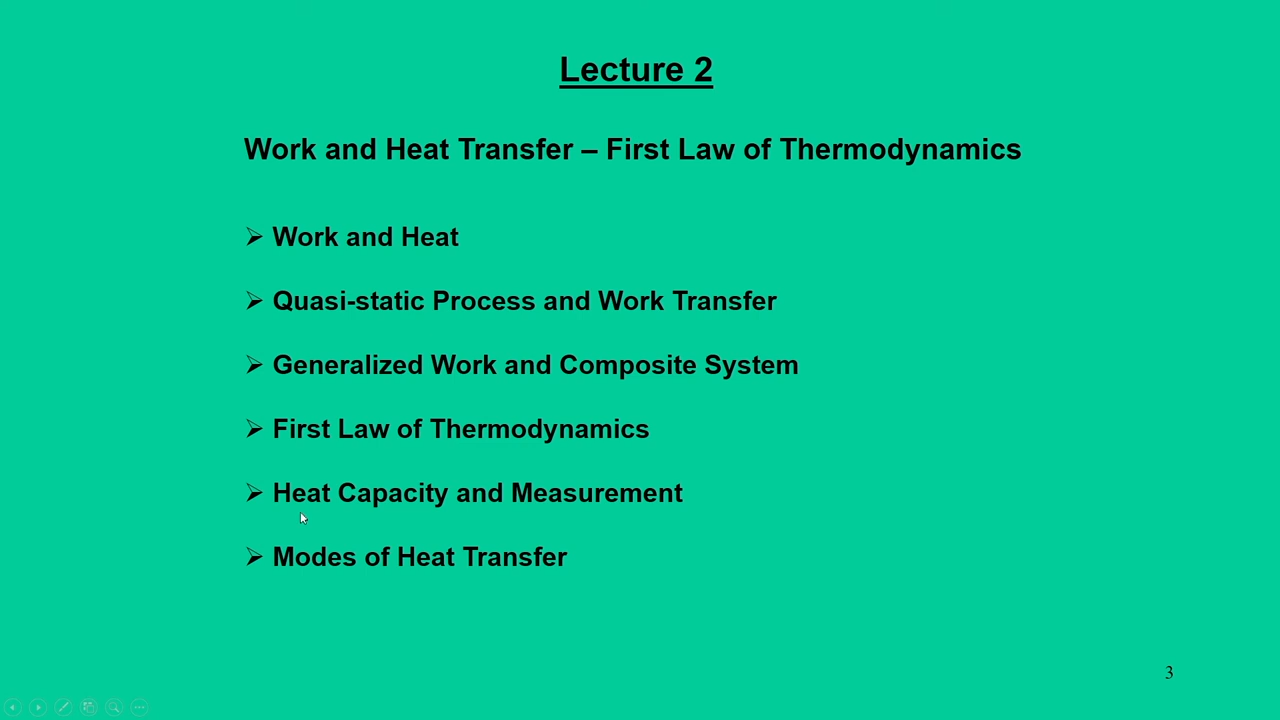 Lecture 2
Work and Heat Transfer – First Law of Thermodynamics
➢ Work and Heat
➢ Quasi-static Process and Work Transfer
➢ Generalized Work and Composite System
➢ First Law of Thermodynamics
➢ Heat Capacity and Measurement
➢ Modes of Heat Transfer
3